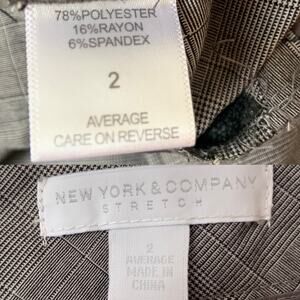 78%POLYESTER
16%RAYON
6%SPANDEX
2
AVERAGE
CARE ON REVERSE
NEW YORK & COMPANY
STRETCH
2
AVERAGE
MADE IN
CHINA